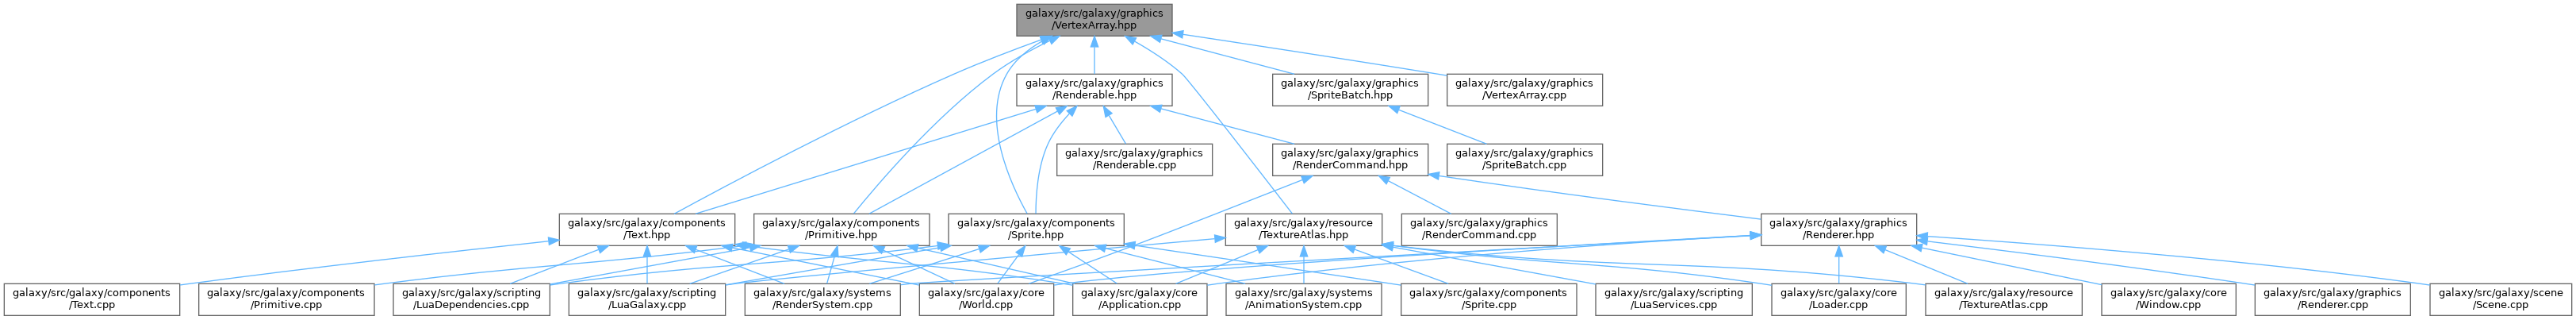 galaxy/src/galaxy/graphics
/VertexArray.hpp
galaxy/src/galaxy/graphics
/Renderable.hpp
galaxy/src/galaxy/graphics
/SpriteBatch.hpp
galaxy/src/galaxy/graphics
/VertexArray.cpp
galaxy/src/galaxy/graphics
/Renderable.cpp
galaxy/src/galaxy/graphics
/RenderCommand.hpp
galaxy/src/galaxy/graphics
/SpriteBatch.cpp
galaxy/src/galaxy/components
/Text.hpp
galaxy/src/galaxy/components
/Primitive.hpp
galaxy/src/galaxy/components
/Sprite.hpp
galaxy/src/galaxy/resource
/TextureAtlas.hpp
galaxy/src/galaxy/graphics
/RenderCommand.cpp
galaxy/src/galaxy/graphics
/Renderer.hpp
galaxy/src/galaxy/components
/Text.cpp
galaxy/src/galaxy/components
/Primitive.cpp
galaxy/src/galaxy/scripting
/LuaDependencies.cpp
galaxy/src/galaxy/scripting
/LuaGalaxy.cpp
galaxy/src/galaxy/systems
/RenderSystem.cpp
galaxy/src/galaxy/core
/World.cpp
galaxy/src/galaxy/core
/Application.cpp
galaxy/src/galaxy/systems
/AnimationSystem.cpp
galaxy/src/galaxy/components
/Sprite.cpp
galaxy/src/galaxy/scripting
/LuaServices.cpp
galaxy/src/galaxy/core
/Loader.cpp
galaxy/src/galaxy/resource
/TextureAtlas.cpp
galaxy/src/galaxy/core
/Window.cpp
galaxy/src/galaxy/graphics
/Renderer.cpp
galaxy/src/galaxy/scene
/Scene.cpp